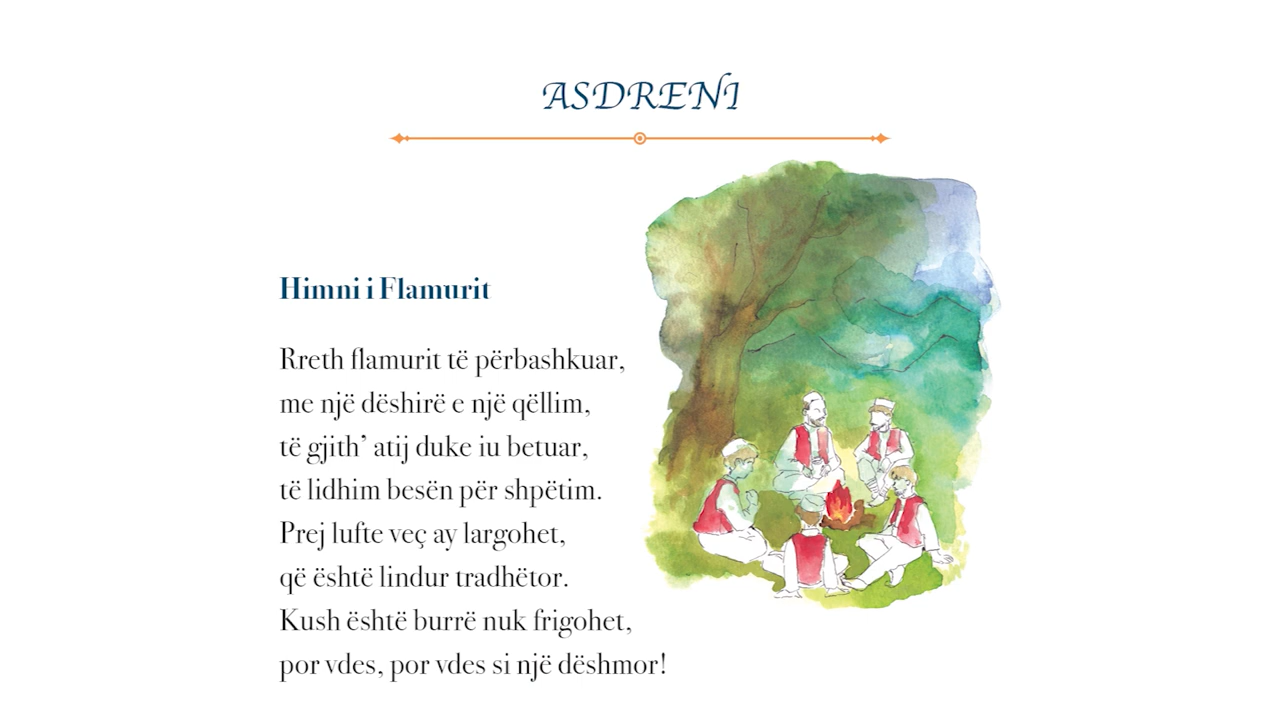 ASDRENI
Himni i Flamurit
Rreth flamurit të përbashkuar,
me një dëshirë e një qëllim,
të gjith’ atij duke iu betuar,
të lidhim besën për shpëtim.
Prej lufte veç ay largohet,
që është lindur tradhëtor.
Kush është burrë nuk frigohet,
por vdes, por vdes si një dëshmor!